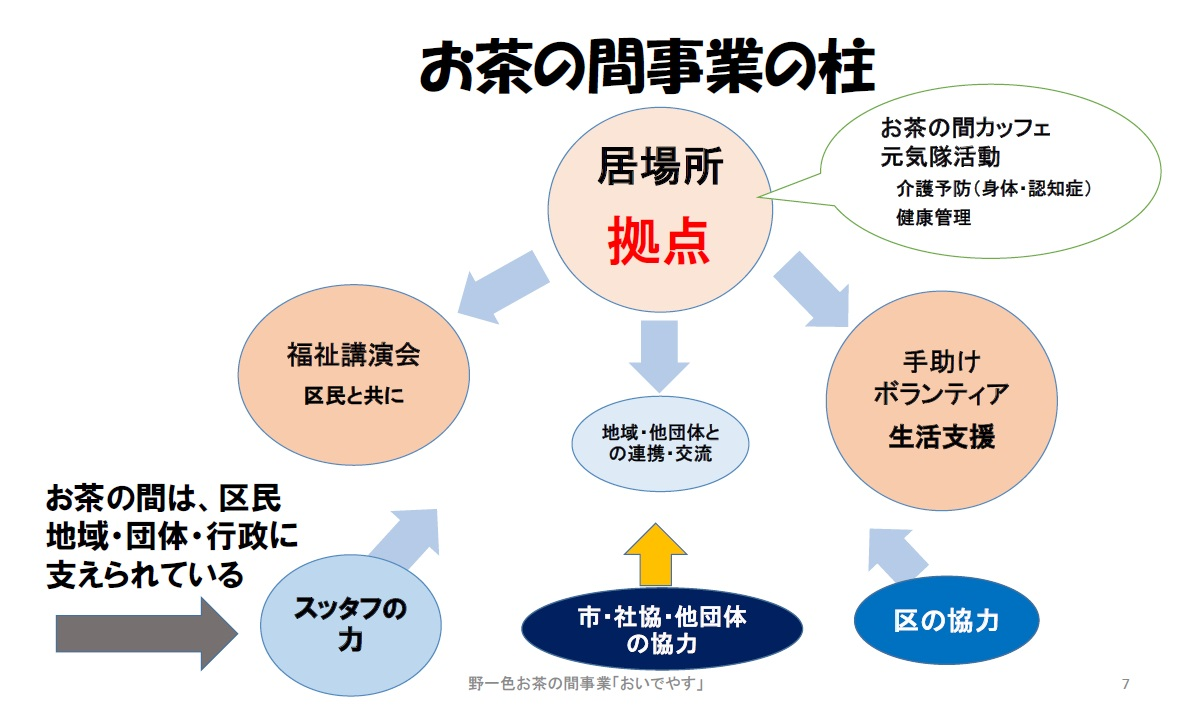 お茶の間事業の柱
居場所
拠点
お茶の間カッフェ
元気隊活動
介護予防(身体・認知症)
健康管理
福祉講演会
区民と共に
地域・他団体と
の連携・交流
手助け
ボランティア
生活支援
お茶の間は、区民
地域・団体・行政に
支えられている
スッタフの
力
市・社協・他団体
の協力
区の協力
野一色お茶の間事業「おいでやす」
7